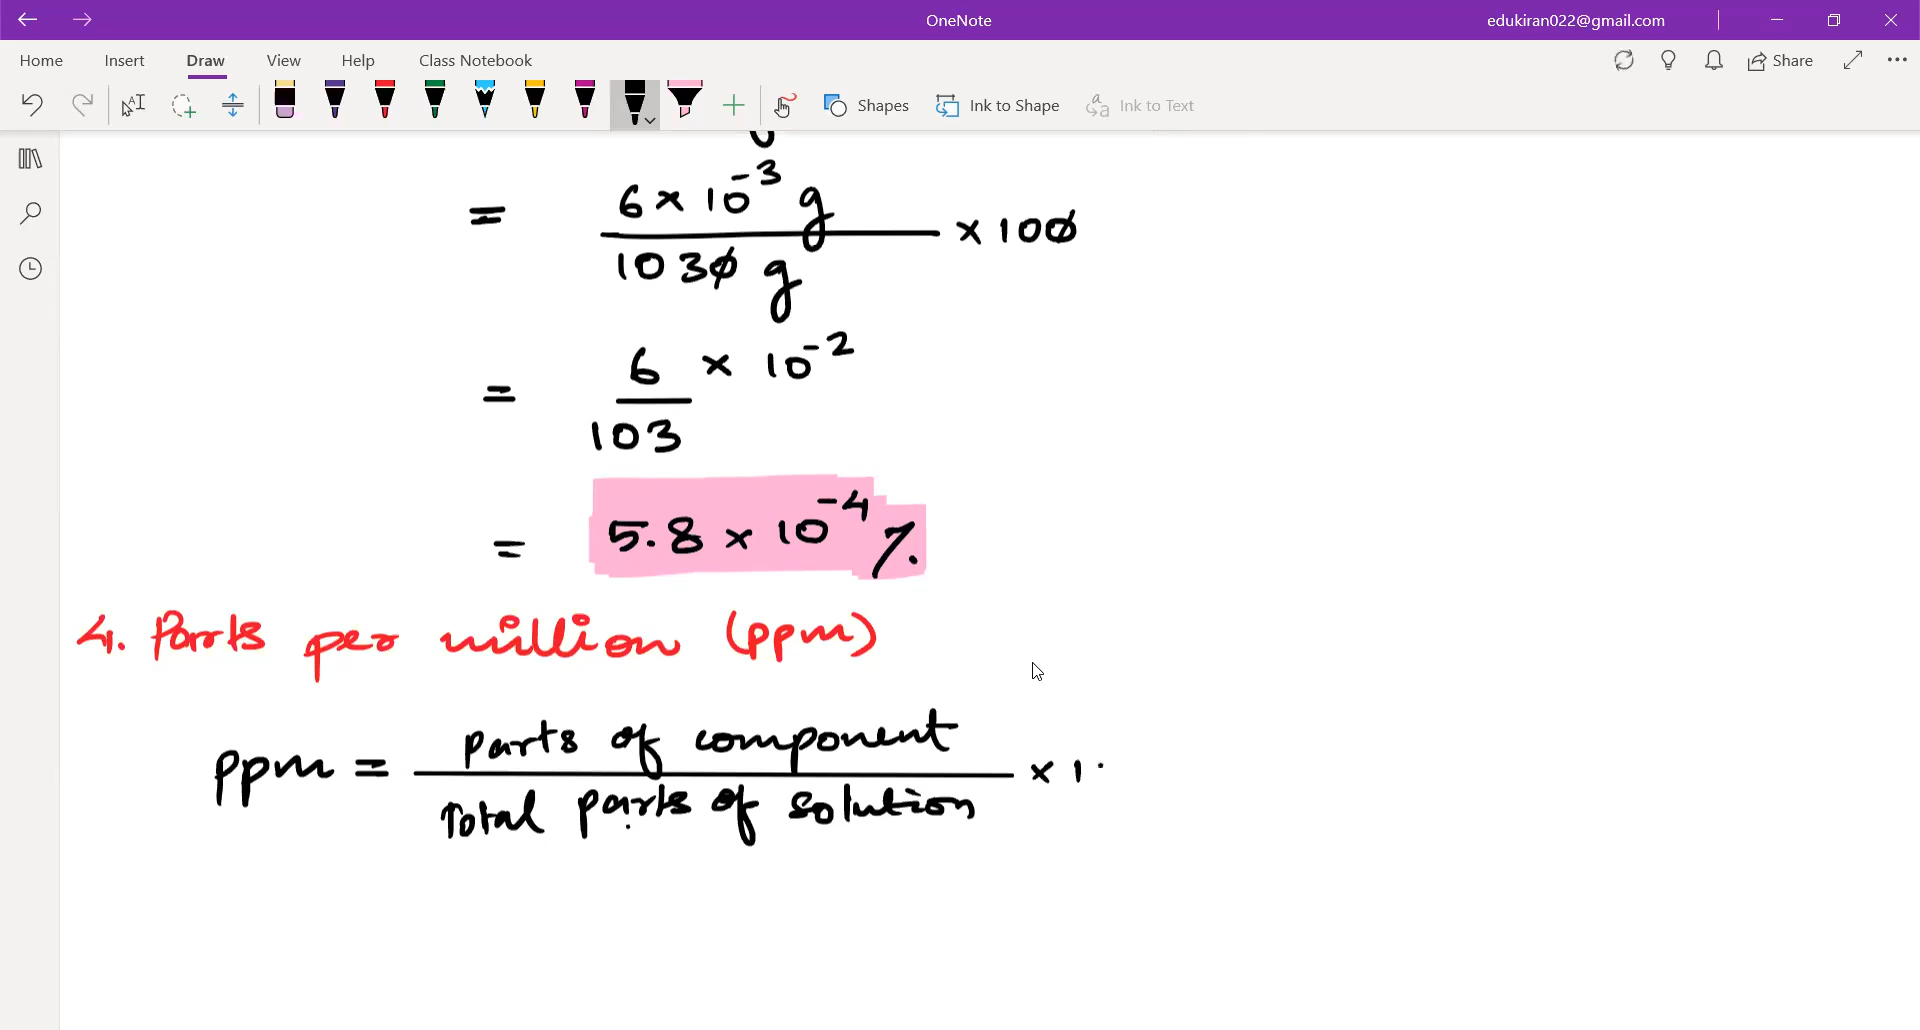 OneNote
edukiran022@gmail.com
Home Insert Draw View Help Class Notebook
Share
Shapes Ink to Shape Ink to Text
= 6 × 10⁻³ g / 1030 g × 100
= 6 / 103 × 10⁻²
= 5.8 × 10⁻⁴ %.
4. Parts per million (ppm)
ppm = parts of component / Total parts of solution × 1